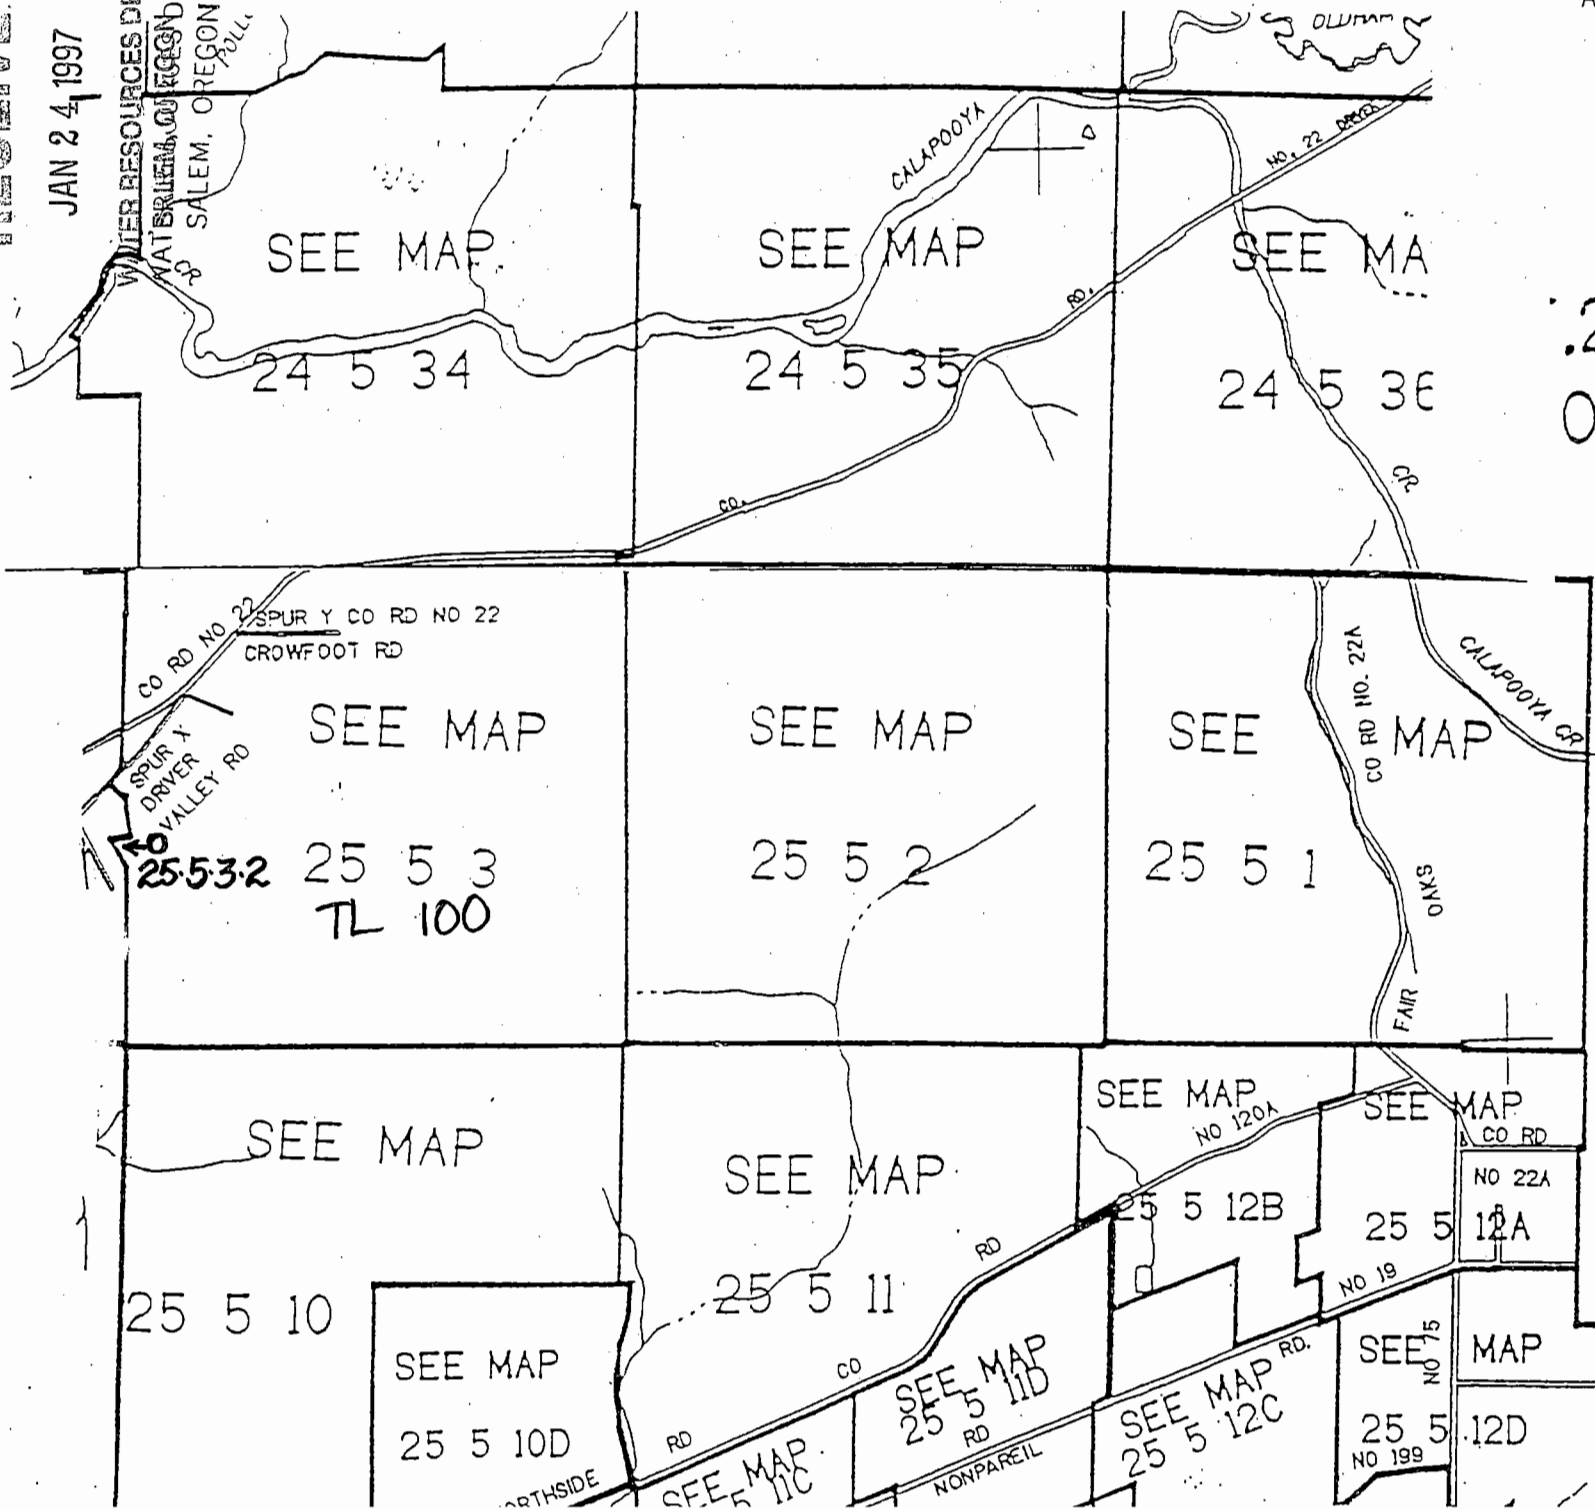 JAN 24 1997
SALEM, OREGON
POLL.
OLDHAM
CALAPOOYA
NO. 22 DRIVER
CR
SEE MAP
SEE MAP
SEE MA
RD.
24 5 34
24 5 35
24 5 36
CR
CO.
CO RD NO 22
SPUR Y CO RD NO 22
CROWFOOT RD
CO RD NO. 22A
CALAPOOYA CR
SEE MAP
SEE MAP
SEE MAP
SPUR X
DRIVER
VALLEY RD
25·5·3·2
25 5 3
25 5 2
25 5 1
TL 100
OAKS
FAIR
SEE MAP
SEE MAP
SEE MAP
SEE MAP
NO 120A
CO RD
NO 22A
25 5 12B
25 5 12A
RD
25 5 10
25 5 11
NO 19
SEE MAP
25 5 10D
CO
SEE MAP
25 5 11D
RD.
SEE MAP
NO 75
SEE MAP
25 5 12C
25 5 12D
RD
RD
NONPAREIL
NO 199
ORTHSIDE
SEE MAP
5 11C